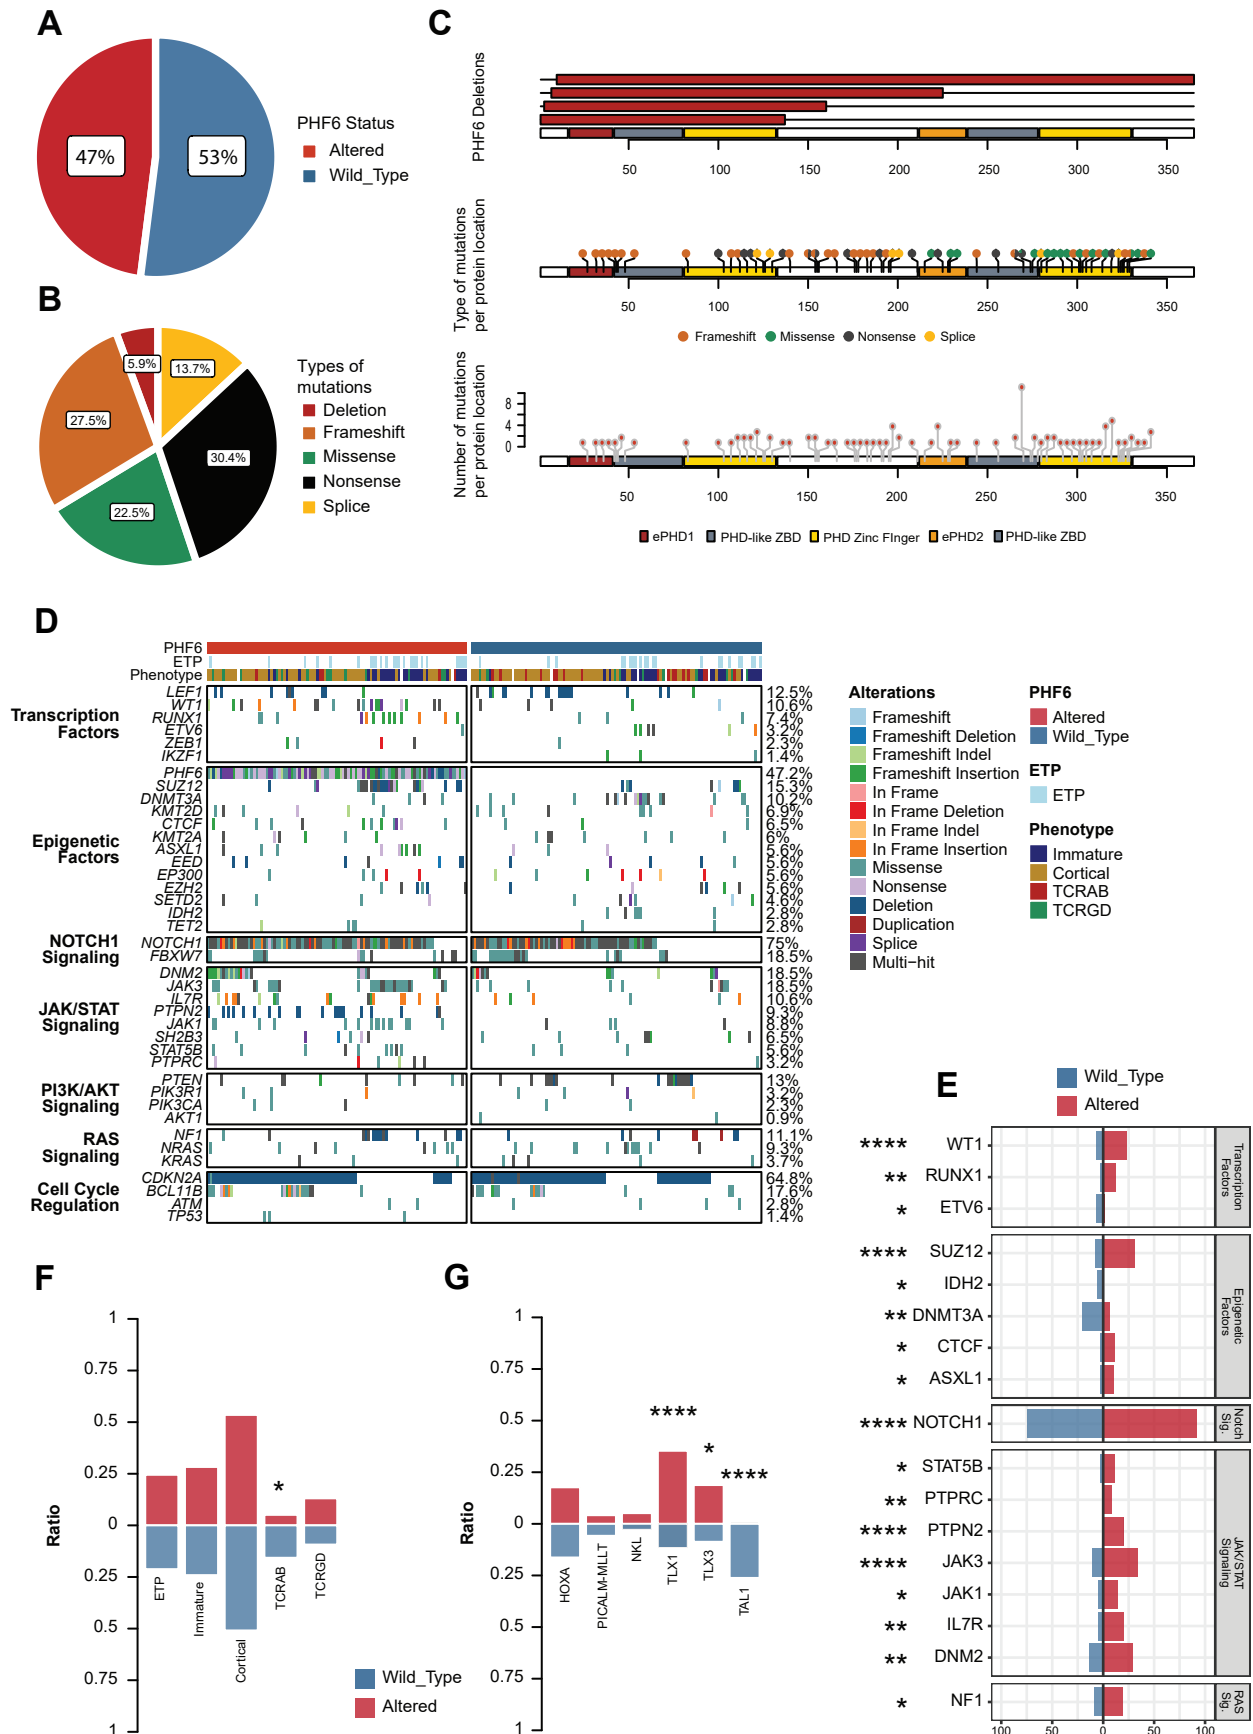 A
47%
53%
PHF6 Status
Altered
Wild_Type
B
5.9%
13.7%
27.5%
30.4%
22.5%
Types of
mutations
Deletion
Frameshift
Missense
Nonsense
Splice
C
PHF6 Deletions
50 100 150 200 250 300 350
Type of mutations
per protein location
50 100 150 200 250 300 350
Frameshift Missense Nonsense Splice
Number of mutations
per protein location
8
4
0
50 100 150 200 250 300 350
ePHD1 PHD-like ZBD PHD Zinc FInger ePHD2 PHD-like ZBD
D
PHF6
ETP
Phenotype
Transcription
Factors
LEF1 12.5%
WT1 10.6%
RUNX1 7.4%
ETV6 3.2%
ZEB1 2.3%
IKZF1 1.4%
Epigenetic
Factors
PHF6 47.2%
SUZ12 15.3%
DNMT3A 10.2%
KMT2D 6.9%
CTCF 6.5%
KMT2A 6%
ASXL1 5.6%
EED 5.6%
EP300 5.6%
EZH2 5.6%
SETD2 4.6%
IDH2 2.8%
TET2 2.8%
NOTCH1
Signaling
NOTCH1 75%
FBXW7 18.5%
JAK/STAT
Signaling
DNM2 18.5%
JAK3 18.5%
IL7R 10.6%
PTPN2 9.3%
JAK1 8.8%
SH2B3 6.5%
STAT5B 5.6%
PTPRC 3.2%
PI3K/AKT
Signaling
PTEN 13%
PIK3R1 3.2%
PIK3CA 2.3%
AKT1 0.9%
RAS
Signaling
NF1 11.1%
NRAS 9.3%
KRAS 3.7%
Cell Cycle
Regulation
CDKN2A 64.8%
BCL11B 17.6%
ATM 2.8%
TP53 1.4%
Alterations
Frameshift
Frameshift Deletion
Frameshift Indel
Frameshift Insertion
In Frame
In Frame Deletion
In Frame Indel
In Frame Insertion
Missense
Nonsense
Deletion
Duplication
Splice
Multi−hit
PHF6
Altered
Wild_Type
ETP
ETP
Phenotype
Immature
Cortical
TCRAB
TCRGD
E
Wild_Type
Altered
**** WT1
** RUNX1
* ETV6
Transcription
Factors
**** SUZ12
* IDH2
** DNMT3A
* CTCF
* ASXL1
Epigenetic
Factors
**** NOTCH1
Notch
Sig.
* STAT5B
** PTPRC
**** PTPN2
**** JAK3
* JAK1
** IL7R
** DNM2
JAK/STAT
Signaling
* NF1
RAS
Sig.
100 50 0 50 100
F
Ratio
1
0.75
0.5
0.25
0
0.25
0.5
0.75
1
*
ETP
Immature
Cortical
TCRAB
TCRGD
Wild_Type
Altered
G
Ratio
1
0.75
0.5
0.25
0
0.25
0.5
0.75
1
****
*
****
HOXA
PICALM-MLLT
NKL
TLX1
TLX3
TAL1